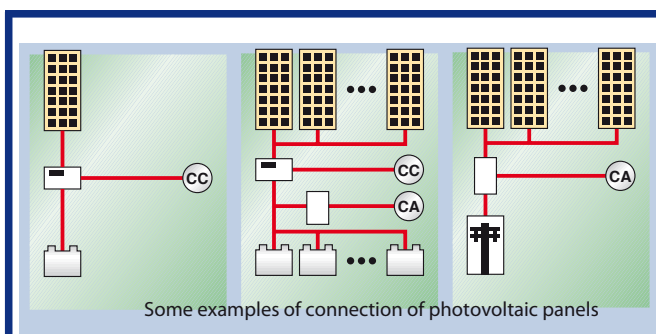 CC
CC
CA
CA
Some examples of connection of photovoltaic panels